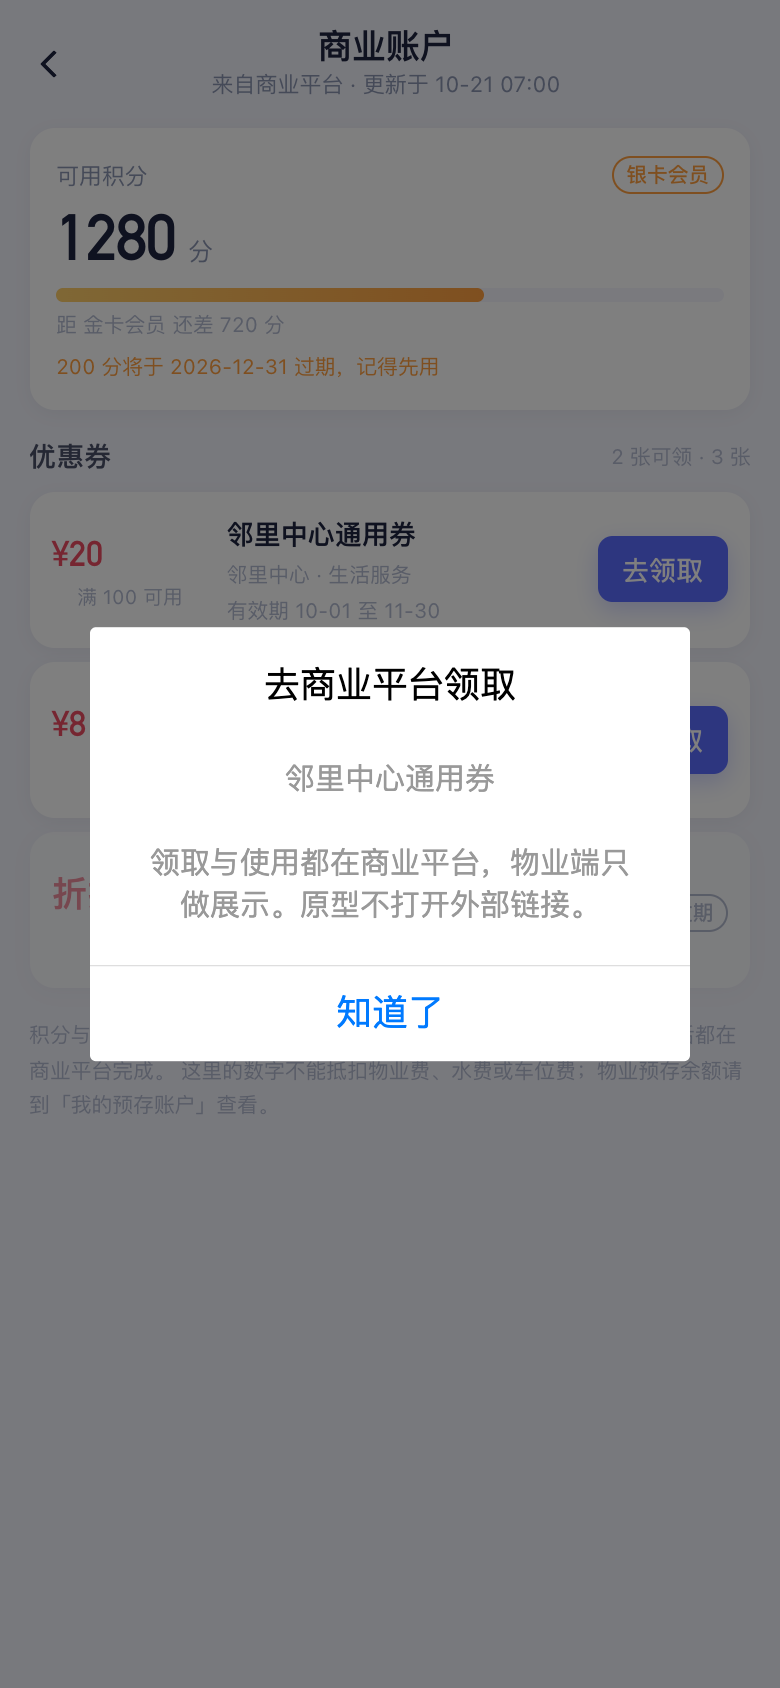 商业账户
来自商业平台 · 更新于 10-21 07:00
可用积分
银卡会员
1280 分
距 金卡会员 还差 720 分
200 分将于 2026-12-31 过期，记得先用
优惠券
2 张可领 · 3 张
¥20
满 100 可用
邻里中心通用券
邻里中心 · 生活服务
有效期 10-01 至 11-30
去领取
去商业平台领取
¥8
取
邻里中心通用券
领取与使用都在商业平台，物业端只
做展示。原型不打开外部链接。
折
期
知道了
积分与
都在
商业平台完成。 这里的数字不能抵扣物业费、水费或车位费；物业预存余额请
到「我的预存账户」查看。